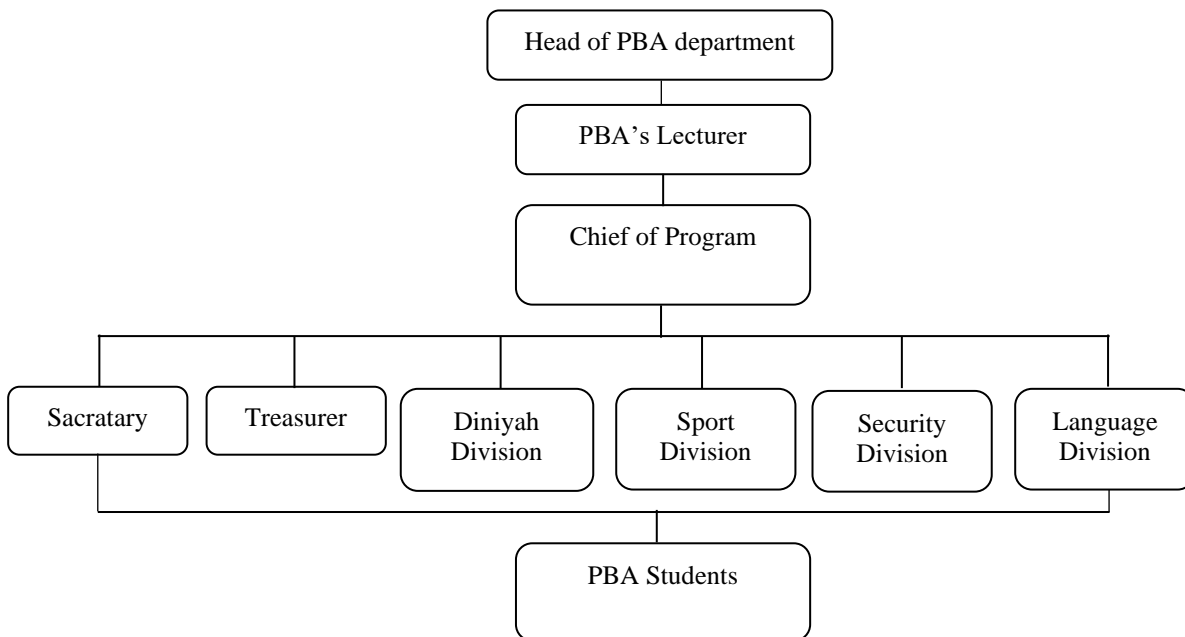 Head of PBA department
PBA’s Lecturer
Chief of Program
Sacratary
Treasurer
Diniyah
Division
Sport
Division
Security
Division
Language
Division
PBA Students